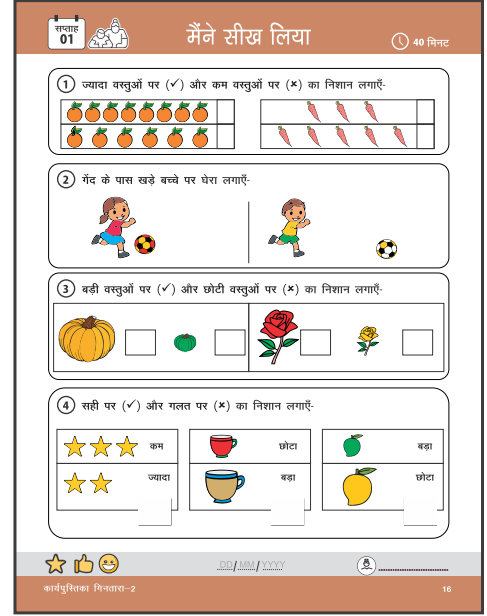 सप्ताह
01
मैंने सीख लिया
40 मिनट
1 ज्यादा वस्तुओं पर (✓) और कम वस्तुओं पर (×) का निशान लगाएँ-
2 गेंद के पास खड़े बच्चे पर घेरा लगाएँ-
3 बड़ी वस्तुओं पर (✓) और छोटी वस्तुओं पर (×) का निशान लगाएँ-
4 सही पर (✓) और गलत पर (×) का निशान लगाएँ-
कम
ज्यादा
छोटा
बड़ा
बड़ा
छोटा
DD/MM/YYYY
कार्यपुस्तिका गिनतारा-2
16